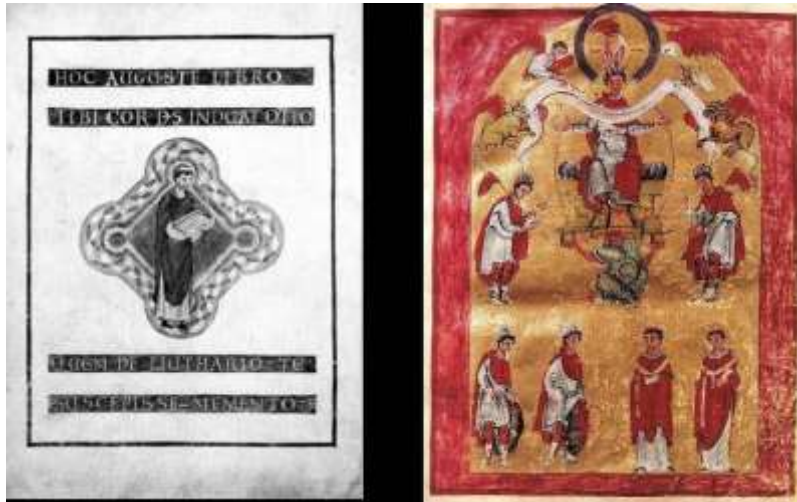 HOC AUGUSTE LIBRO
TIBI COR DS INDUAT OTTO
QUEM DE LIUTHARIO TE
SUSCEPISSE MEMENTO